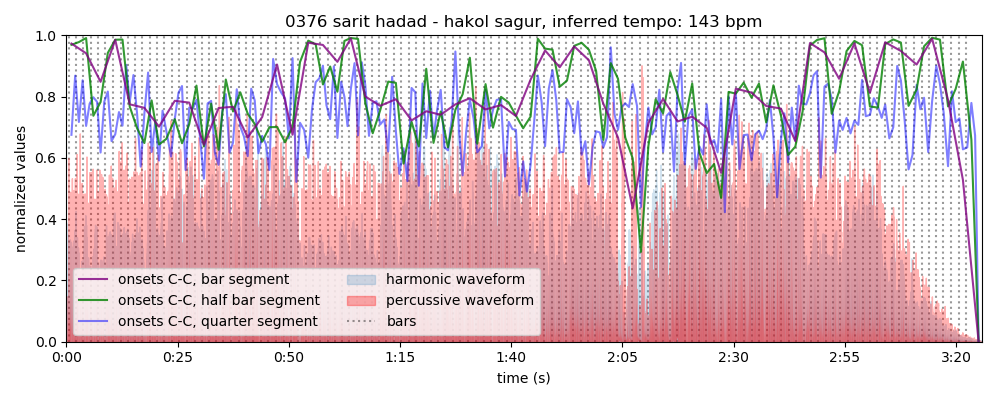 0376 sarit hadad - hakol sagur, inferred tempo: 143 bpm
1.0
0.8
0.6
0.4
0.2
0.0
normalized values
onsets C-C, bar segment
onsets C-C, half bar segment
onsets C-C, quarter segment
harmonic waveform
percussive waveform
bars
0:00 0:25 0:50 1:15 1:40 2:05 2:30 2:55 3:20
time (s)